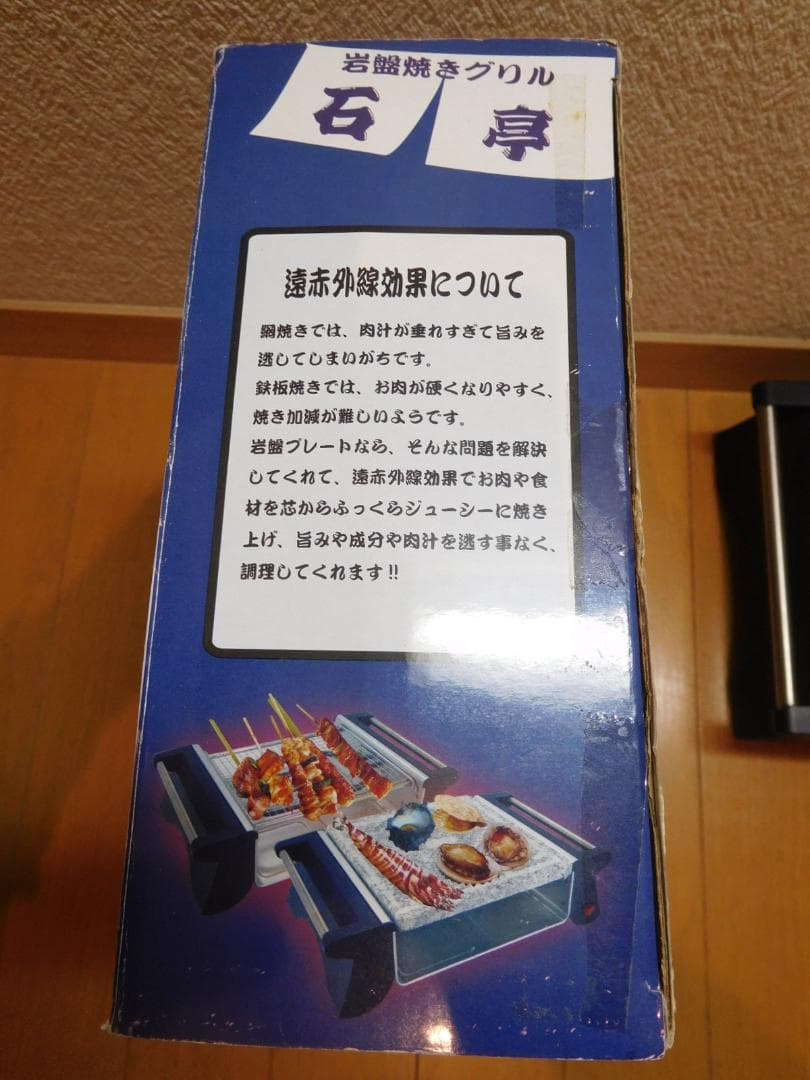 岩盤焼きグリル
石亭
遠赤外線効果について
網焼きでは、肉汁が垂れすぎて旨みを
逃してしまいがちです。
鉄板焼きでは、お肉が硬くなりやすく、
焼き加減が難しいようです。
岩盤プレートなら、そんな問題を解決
してくれて、遠赤外線効果でお肉や食
材を芯からふっくらジューシーに焼き
上げ、旨みや成分や肉汁を逃す事なく、
調理してくれます!!